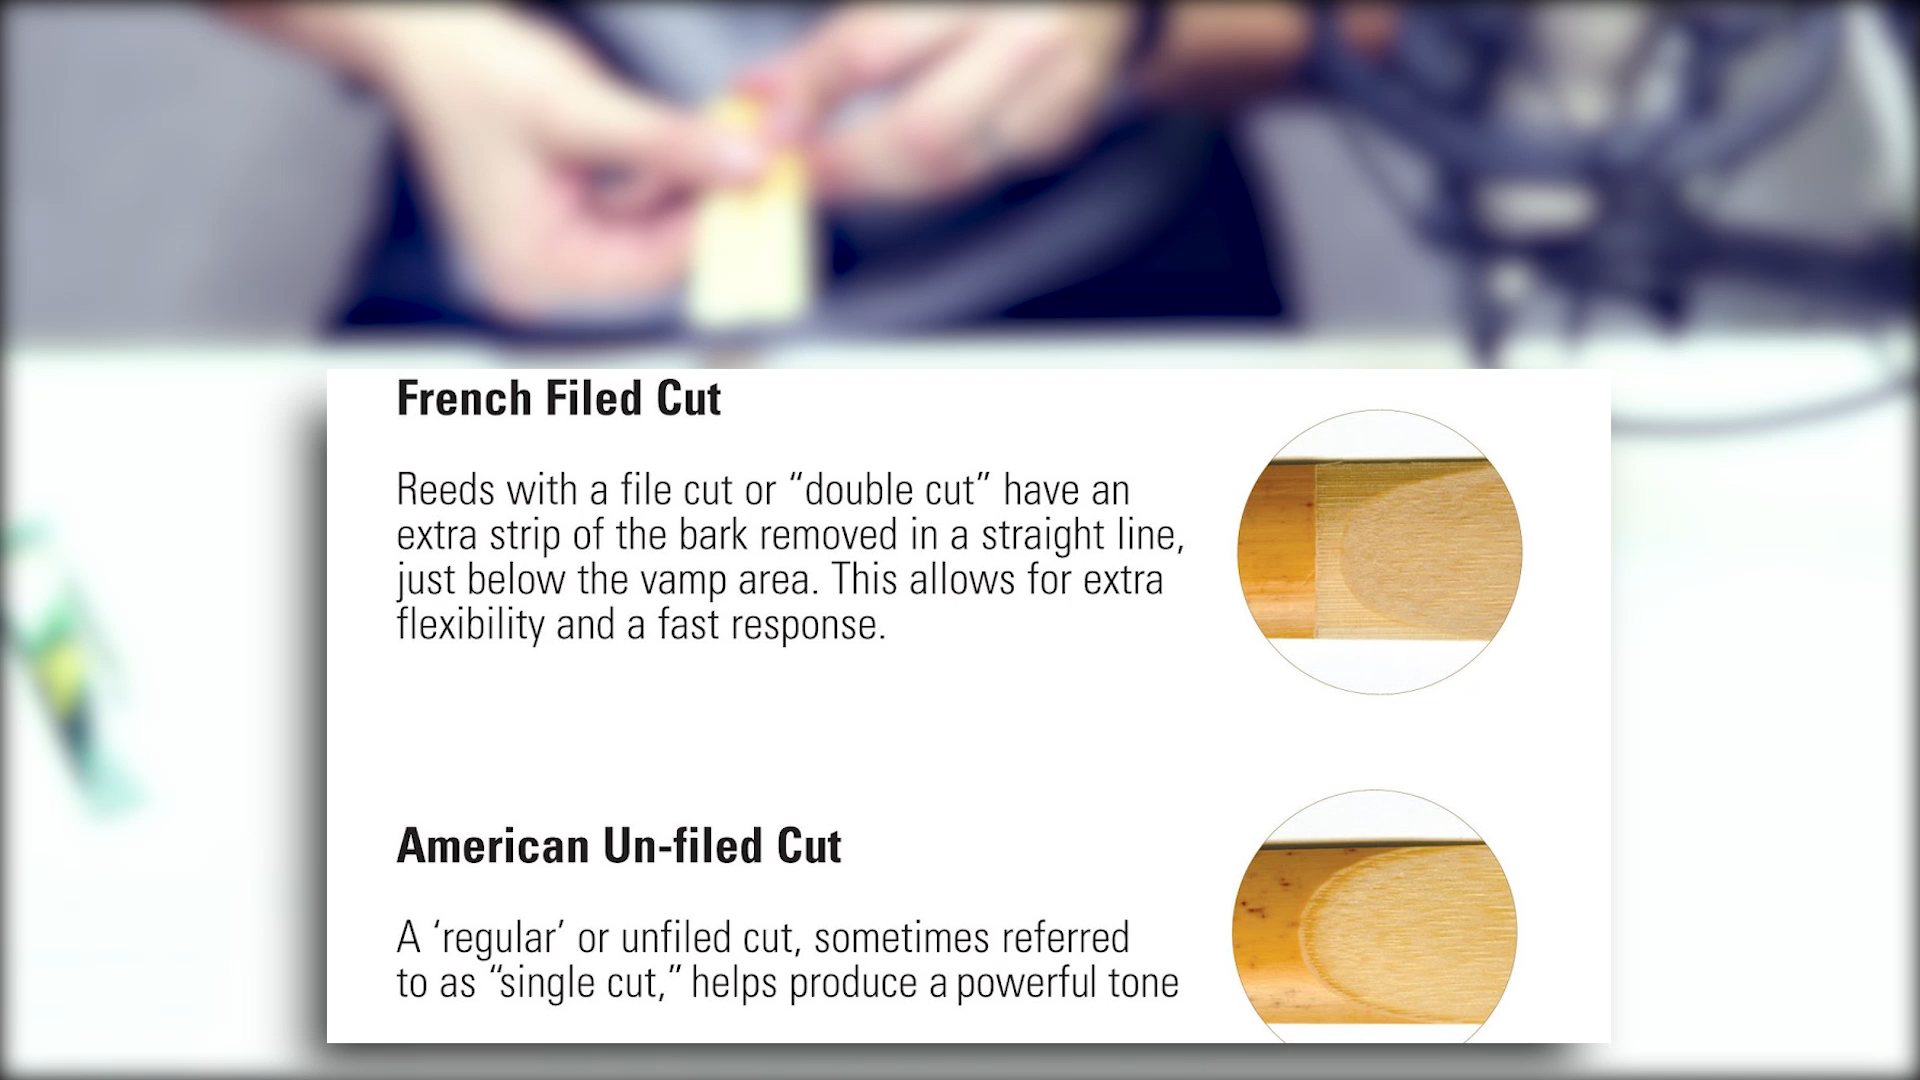 French Filed Cut
Reeds with a file cut or “double cut” have an
extra strip of the bark removed in a straight line,
just below the vamp area. This allows for extra
flexibility and a fast response.
American Un-filed Cut
A ‘regular’ or unfiled cut, sometimes referred
to as “single cut,” helps produce a powerful tone